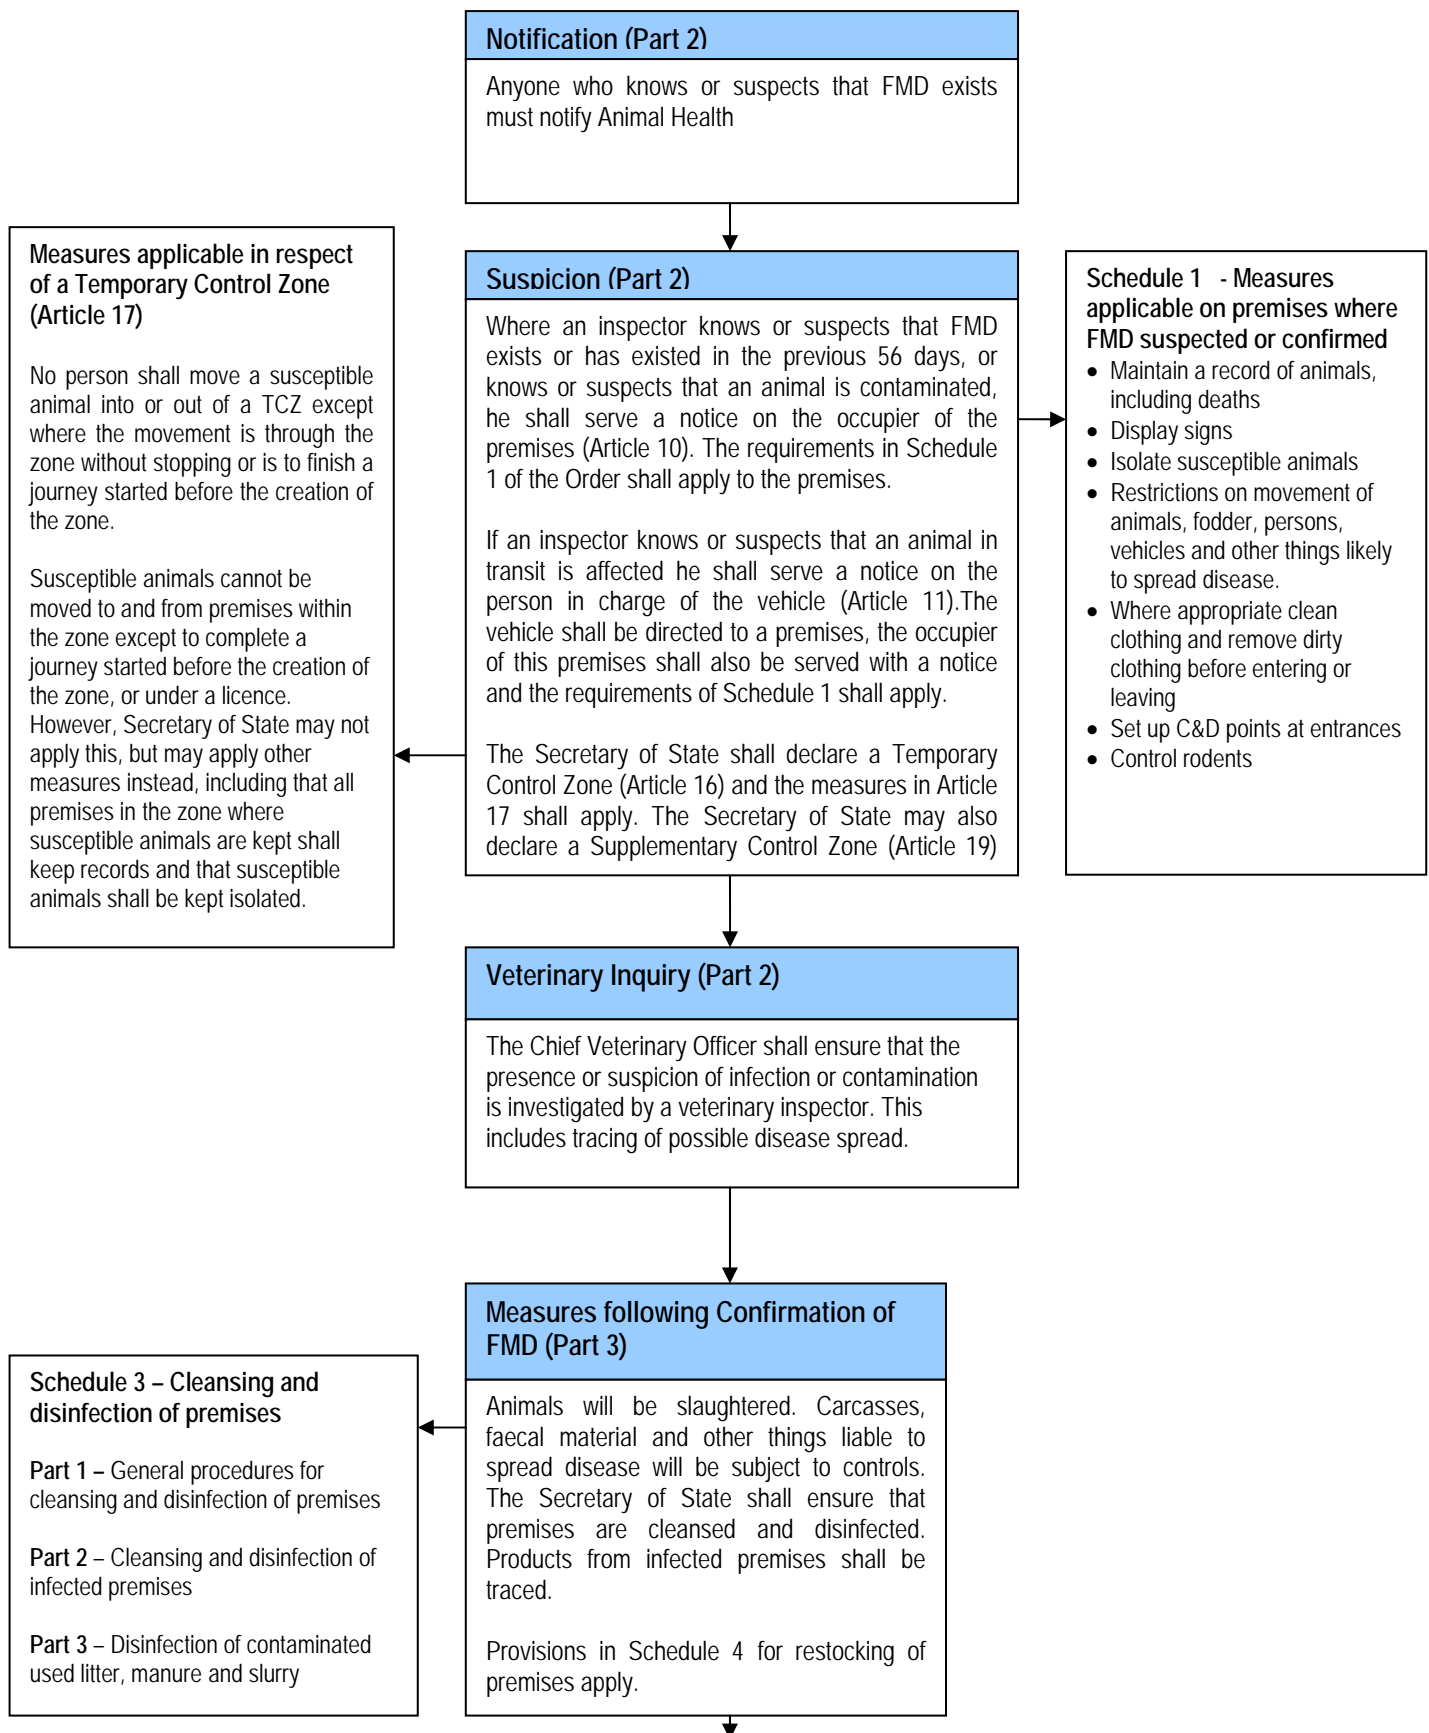 Notification (Part 2)
Anyone who knows or suspects that FMD exists
must notify Animal Health
Measures applicable in respect
of a Temporary Control Zone
(Article 17)
No person shall move a susceptible
animal into or out of a TCZ except
where the movement is through the
zone without stopping or is to finish a
journey started before the creation of
the zone.
Susceptible animals cannot be
moved to and from premises within
the zone except to complete a
journey started before the creation of
the zone, or under a licence.
However, Secretary of State may not
apply this, but may apply other
measures instead, including that all
premises in the zone where
susceptible animals are kept shall
keep records and that susceptible
animals shall be kept isolated.
Suspicion (Part 2)
Where an inspector knows or suspects that FMD
exists or has existed in the previous 56 days, or
knows or suspects that an animal is contaminated,
he shall serve a notice on the occupier of the
premises (Article 10). The requirements in Schedule
1 of the Order shall apply to the premises.
If an inspector knows or suspects that an animal in
transit is affected he shall serve a notice on the
person in charge of the vehicle (Article 11).The
vehicle shall be directed to a premises, the occupier
of this premises shall also be served with a notice
and the requirements of Schedule 1 shall apply.
The Secretary of State shall declare a Temporary
Control Zone (Article 16) and the measures in Article
17 shall apply. The Secretary of State may also
declare a Supplementary Control Zone (Article 19)
Schedule 1 - Measures
applicable on premises where
FMD suspected or confirmed
• Maintain a record of animals,
including deaths
• Display signs
• Isolate susceptible animals
• Restrictions on movement of
animals, fodder, persons,
vehicles and other things likely
to spread disease.
• Where appropriate clean
clothing and remove dirty
clothing before entering or
leaving
• Set up C&D points at entrances
• Control rodents
Veterinary Inquiry (Part 2)
The Chief Veterinary Officer shall ensure that the
presence or suspicion of infection or contamination
is investigated by a veterinary inspector. This
includes tracing of possible disease spread.
Measures following Confirmation of
FMD (Part 3)
Animals will be slaughtered. Carcasses,
faecal material and other things liable to
spread disease will be subject to controls.
The Secretary of State shall ensure that
premises are cleansed and disinfected.
Products from infected premises shall be
traced.
Provisions in Schedule 4 for restocking of
premises apply.
Schedule 3 – Cleansing and
disinfection of premises
Part 1 – General procedures for
cleansing and disinfection of premises
Part 2 – Cleansing and disinfection of
infected premises
Part 3 – Disinfection of contaminated
used litter, manure and slurry